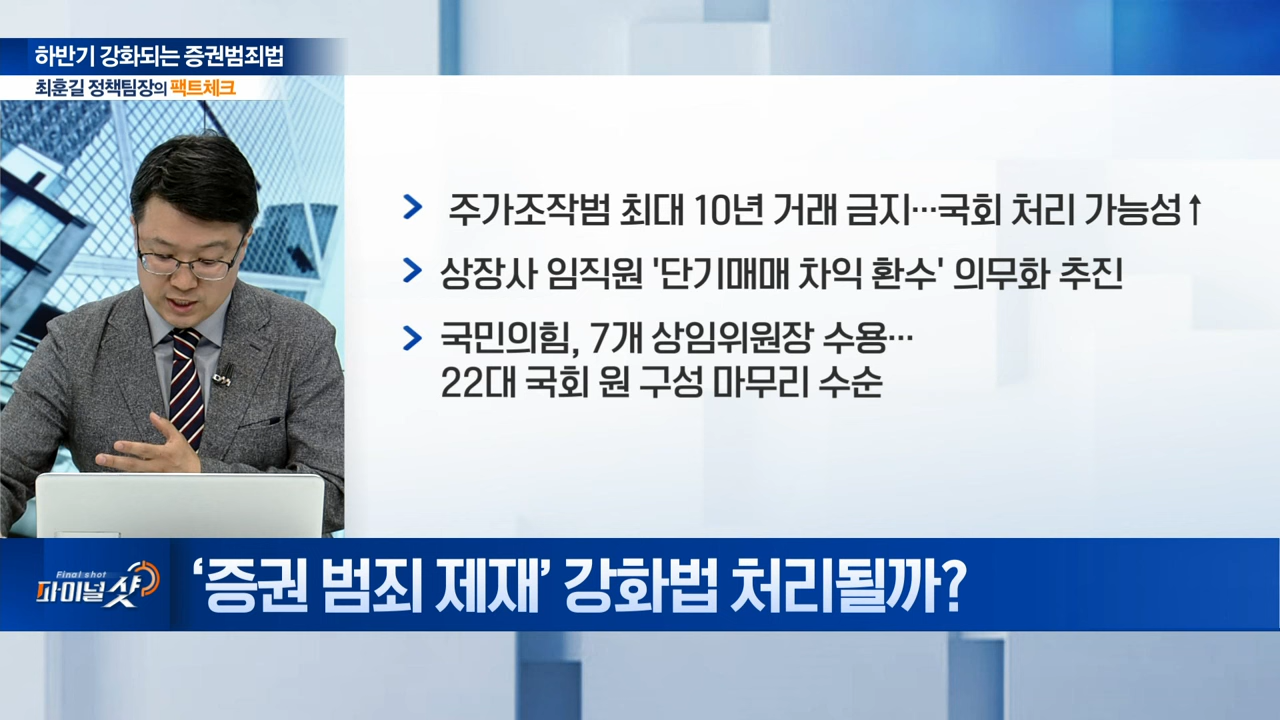 하반기 강화되는 증권범죄법
최훈길 정책팀장의 팩트체크
주가조작범 최대 10년 거래 금지…국회 처리 가능성↑
상장사 임직원 '단기매매 차익 환수' 의무화 추진
국민의힘, 7개 상임위원장 수용…
22대 국회 원 구성 마무리 수순
Final shot
파이널샷
‘증권 범죄 제재’ 강화법 처리될까?